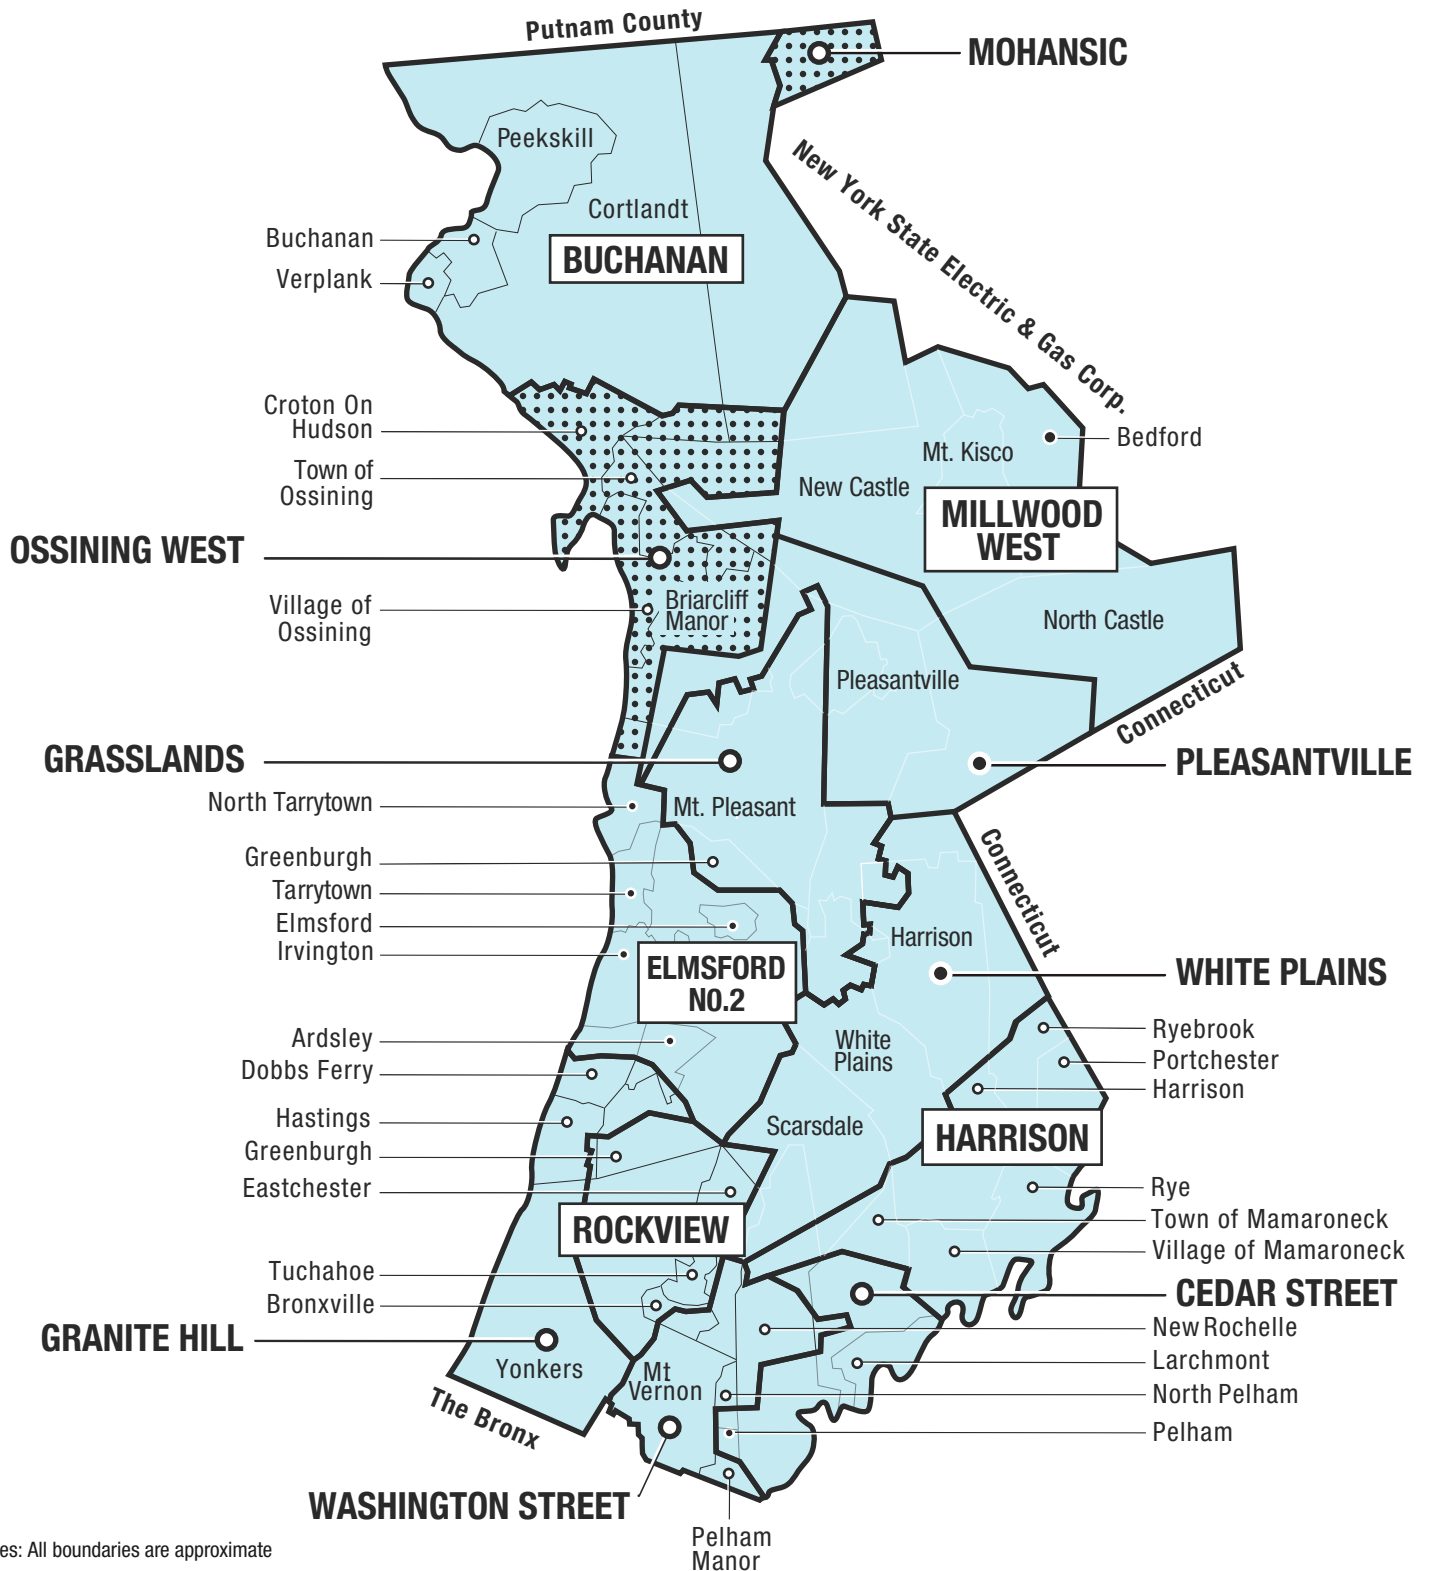 Putnam County
MOHANSIC
New York State Electric & Gas Corp.
Peekskill
Cortlandt
Buchanan
BUCHANAN
Verplank
Croton On
Hudson
Bedford
Mt. Kisco
Town of
Ossining
New Castle
MILLWOOD
WEST
OSSINING WEST
Village of
Ossining
Briarcliff
Manor
North Castle
Pleasantville
Connecticut
GRASSLANDS
PLEASANTVILLE
North Tarrytown
Mt. Pleasant
Greenburgh
Connecticut
Tarrytown
Elmsford
Irvington
Harrison
ELMSFORD
NO.2
WHITE PLAINS
Ardsley
White
Plains
Ryebrook
Portchester
Harrison
Dobbs Ferry
Hastings
Scarsdale
HARRISON
Greenburgh
Eastchester
Rye
ROCKVIEW
Town of Mamaroneck
Village of Mamaroneck
Tuchahoe
CEDAR STREET
Bronxville
New Rochelle
GRANITE HILL
Yonkers
Mt
Vernon
Larchmont
North Pelham
The Bronx
Pelham
WASHINGTON STREET
Pelham
Manor
es: All boundaries are approximate